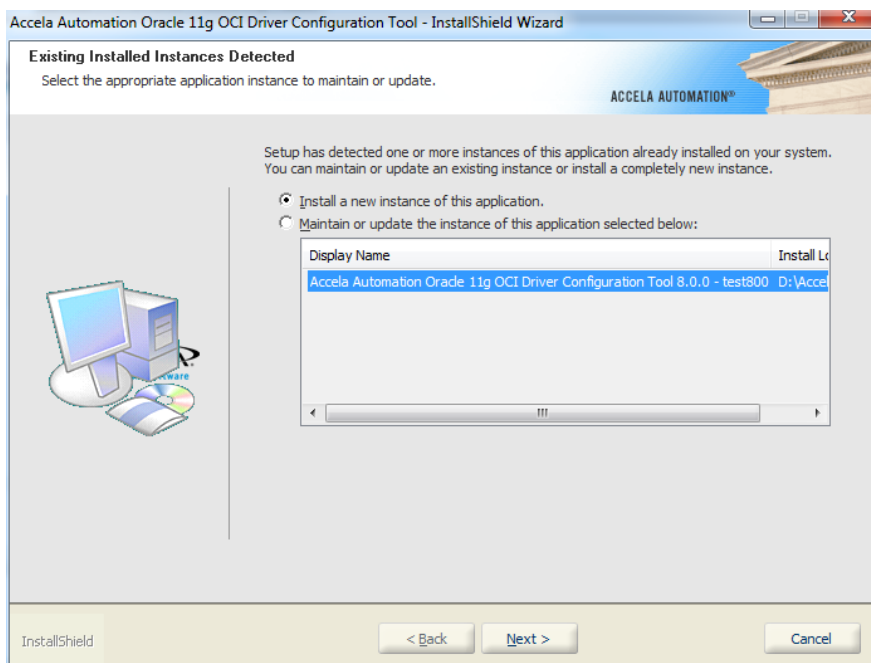 Accela Automation Oracle 11g OCI Driver Configuration Tool - InstallShield Wizard
Existing Installed Instances Detected
Select the appropriate application instance to maintain or update.
ACCELA AUTOMATION®
Setup has detected one or more instances of this application already installed on your system.
You can maintain or update an existing instance or install a completely new instance.
Install a new instance of this application.
Maintain or update the instance of this application selected below:
Display Name Install Lo
Accela Automation Oracle 11g OCI Driver Configuration Tool 8.0.0 - test800 D:\Accel
ware
InstallShield
< Back Next > Cancel